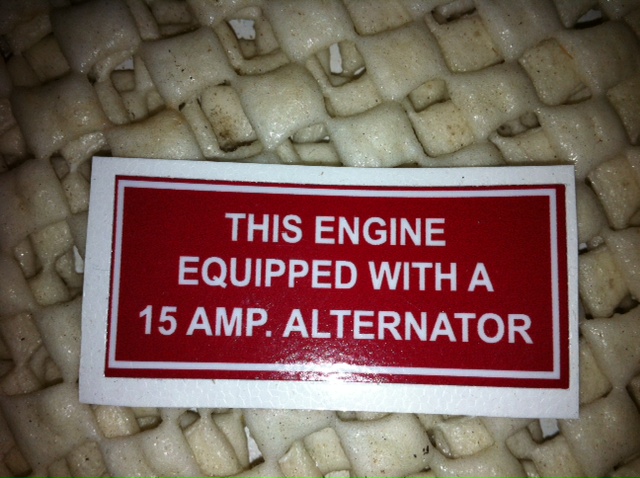 THIS ENGINE
EQUIPPED WITH A
15 AMP. ALTERNATOR